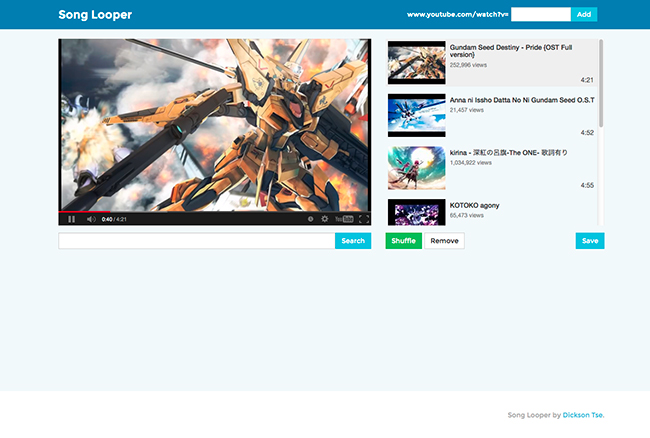 Song Looper
www.youtube.com/watch?v=
Add
Gundam Seed Destiny - Pride {OST Full
version}
252,996 views
4:21
Anna ni Issho Datta No Ni Gundam Seed O.S.T
21,457 views
4:52
kirina - 深紅の呂旗-The ONE- 歌詞有り
1,034,922 views
4:55
KOTOKO agony
65,473 views
0:40 / 4:21
YouTube
Search
Shuffle
Remove
Save
Song Looper by Dickson Tse.